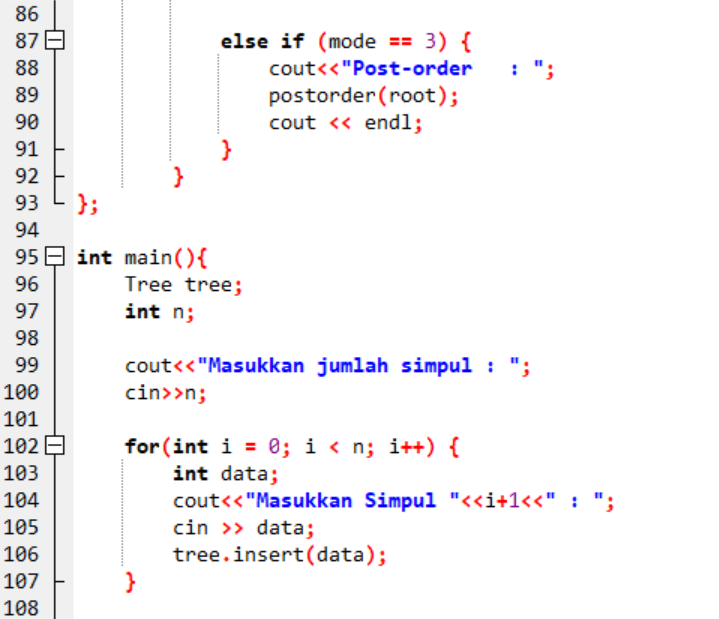 86
87 else if (mode == 3) {
88 cout<<"Post-order   : ";
89 postorder(root);
90 cout << endl;
91 }
92 }
93 };
94
95 int main(){
96 Tree tree;
97 int n;
98
99 cout<<"Masukkan jumlah simpul : ";
100 cin>>n;
101
102 for(int i = 0; i < n; i++) {
103 int data;
104 cout<<"Masukkan Simpul "<<i+1<<" : ";
105 cin >> data;
106 tree.insert(data);
107 }
108